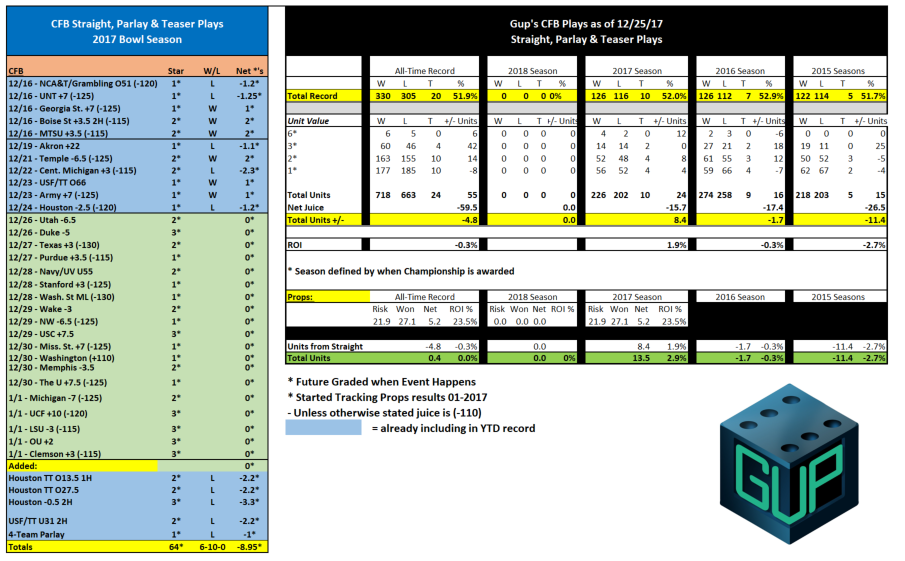 CFB Straight, Parlay & Teaser Plays
2017 Bowl Season
CFB Star W/L Net *'s
12/16 - NCA&T/Grambling O51 (-120) 1* L -1.2*
12/16 - UNT +7 (-125) 1* L -1.25*
12/16 - Georgia St. +7 (-125) 1* W 1*
12/16 - Boise St +3.5 2H (-115) 2* W 2*
12/16 - MTSU +3.5 (-115) 2* W 2*
12/19 - Akron +22 1* L -1.1*
12/21 - Temple -6.5 (-125) 2* W 2*
12/22 - Cent. Michigan +3 (-115) 2* L -2.3*
12/23 - USF/TT O66 1* W 1*
12/23 - Army +7 (-125) 1* W 1*
12/24 - Houston -2.5 (-120) 1* L -1.2*
12/26 - Utah -6.5 2* 0*
12/26 - Duke -5 3* 0*
12/27 - Texas +3 (-130) 2* 0*
12/27 - Purdue +3.5 (-115) 1* 0*
12/28 - Navy/UV U55 2* 0*
12/28 - Stanford +3 (-125) 1* 0*
12/28 - Wash. St ML (-130) 1* 0*
12/29 - Wake -3 2* 0*
12/29 - NW -6.5 (-125) 1* 0*
12/29 - USC +7.5 3* 0*
12/30 - Miss. St. +7 (-125) 1* 0*
12/30 - Washington (+110) 1* 0*
12/30 - Memphis -3.5 2* 0*
12/30 - The U +7.5 (-125) 1* 0*
1/1 - Michigan -7 (-125) 2* 0*
1/1 - UCF +10 (-120) 3* 0*
1/1 - LSU -3 (-115) 3* 0*
1/1 - OU +2 3* 0*
1/1 - Clemson +3 (-115) 3* 0*
Added: 0*
Houston TT O13.5 1H 2* L -2.2*
Houston TT O27.5 2* L -2.2*
Houston -0.5 2H 3* L -3.3*
USF/TT U31 2H 2* L -2.2*
4-Team Parlay 1* L -1*
Totals 64* 6-10-0 -8.95*
Gup's CFB Plays as of 12/25/17
Straight, Parlay & Teaser Plays
All-Time Record 2018 Season 2017 Season 2016 Season 2015 Seasons
W L T % W L T % W L T % W L T % W L T %
Total Record 330 305 20 51.9% 0 0 0 0% 126 116 10 52.0% 126 112 7 52.9% 122 114 5 51.7%
Unit Value W L T +/- Units W L T +/- Units W L T +/- Units W L T +/- Units W L T +/- Units
6* 6 5 0 6 0 0 0 0 4 2 0 12 2 3 0 -6 0 0 0 0
3* 60 46 4 42 0 0 0 0 14 14 2 0 27 21 2 18 19 11 0 25
2* 163 155 10 14 0 0 0 0 52 48 4 8 61 55 3 12 50 52 3 -5
1* 177 185 10 -8 0 0 0 0 56 52 4 4 59 66 4 -7 62 67 2 -4
Total Units 718 663 24 55 0 0 0 0 226 202 10 24 274 258 9 16 218 203 5 15
Net Juice -59.5 0.0 -15.7 -17.4 -26.5
Total Units +/- -4.8 0.0 8.4 -1.7 -11.4
ROI -0.3% 1.9% -0.3% -2.7%
* Season defined by when Championship is awarded
Props: All-Time Record 2018 Season 2017 Season 2016 Season 2015 Seasons
Risk Won Net ROI % Risk Won Net ROI % Risk Won Net ROI %
21.9 27.1 5.2 23.5% 0.0 0.0 0.0 21.9 27.1 5.2 23.5%
Units from Straight -4.8 -0.3% 0.0 8.4 1.9% -1.7 -0.3% -11.4 -2.7%
Total Units 0.4 0.0% 0.0 0% 13.5 2.9% -1.7 -0.3% -11.4 -2.7%
* Future Graded when Event Happens
* Started Tracking Props results 01-2017
- Unless otherwise stated juice is (-110)
= already including in YTD record
GUP